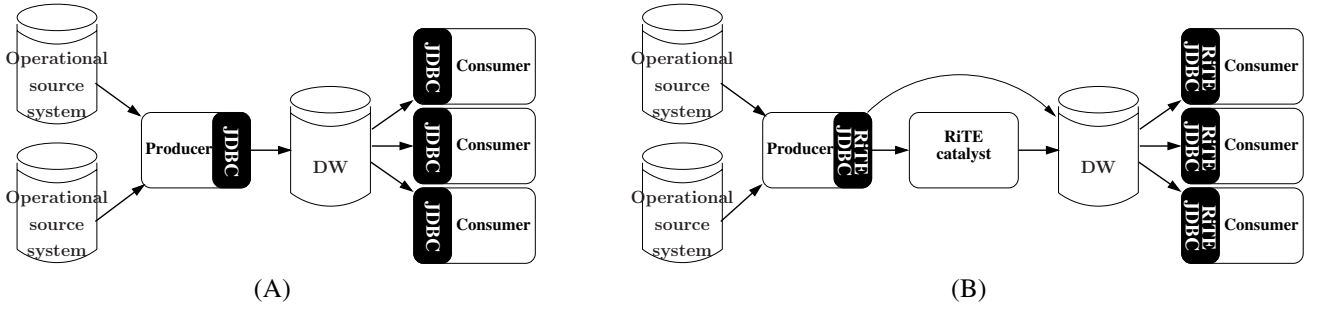 Operational
source
system
Operational
source
system
Producer
JDBC
DW
JDBC
Consumer
JDBC
Consumer
JDBC
Consumer
(A)
Operational
source
system
Operational
source
system
Producer
RiTE
JDBC
RiTE
catalyst
DW
RiTE
JDBC
Consumer
RiTE
JDBC
Consumer
RiTE
JDBC
Consumer
(B)